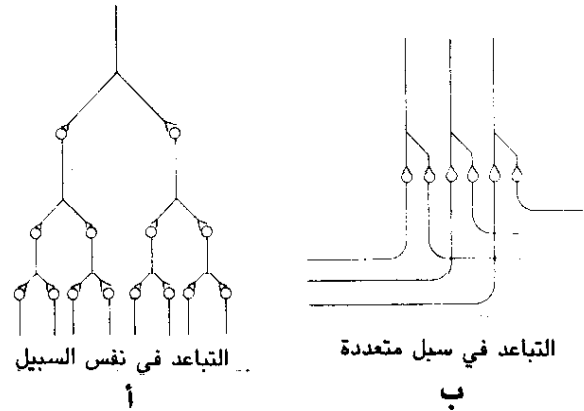 التباعد في سبل متعددة
ب
التباعد في نفس السبيل
أ